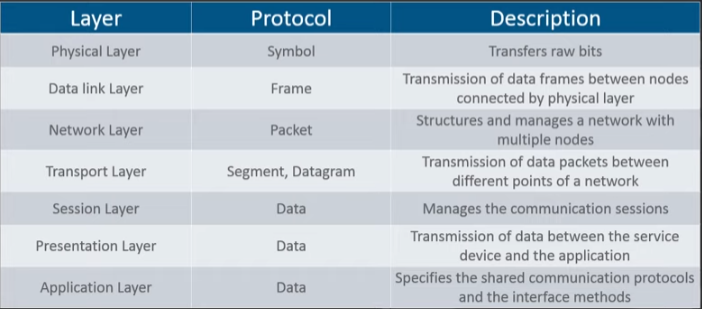 Layer Protocol Description
Physical Layer Symbol Transfers raw bits
Data link Layer Frame Transmission of data frames between nodes
connected by physical layer
Network Layer Packet Structures and manages a network with
multiple nodes
Transport Layer Segment, Datagram Transmission of data packets between
different points of a network
Session Layer Data Manages the communication sessions
Presentation Layer Data Transmission of data between the service
device and the application
Application Layer Data Specifies the shared communication protocols
and the interface methods